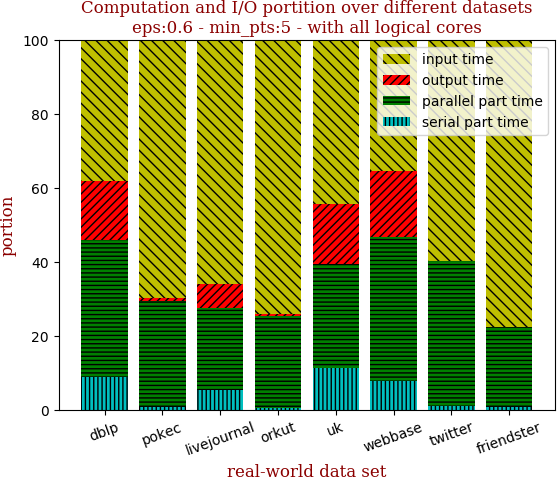 Computation and I/O portition over different datasets
eps:0.6 - min_pts:5 - with all logical cores
100
80
60
40
20
0
portion
input time
output time
parallel part time
serial part time
dblp
pokec
livejournal
orkut
uk
webbase
twitter
friendster
real-world data set